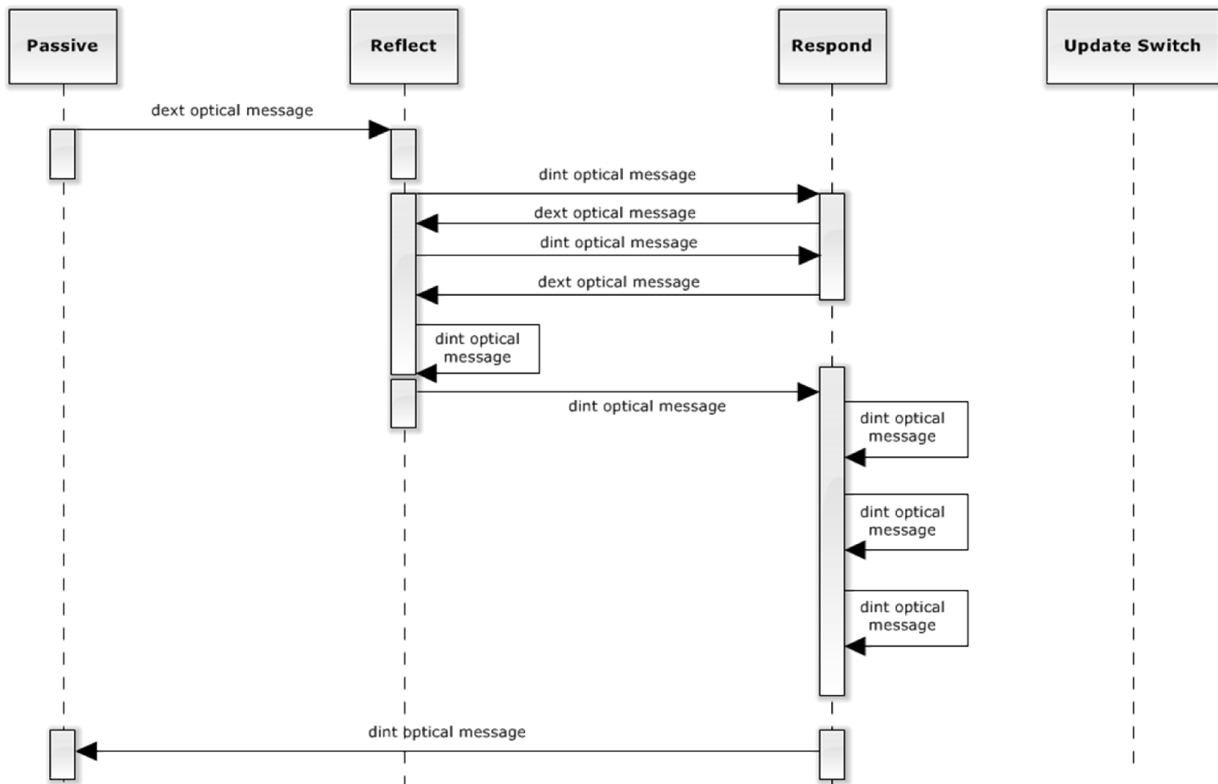 Passive
Reflect
Respond
Update Switch
dext optical message
dint optical message
dext optical message
dint optical message
dext optical message
dint optical
message
dint optical message
dint optical
message
dint optical
message
dint optical
message
dint optical message